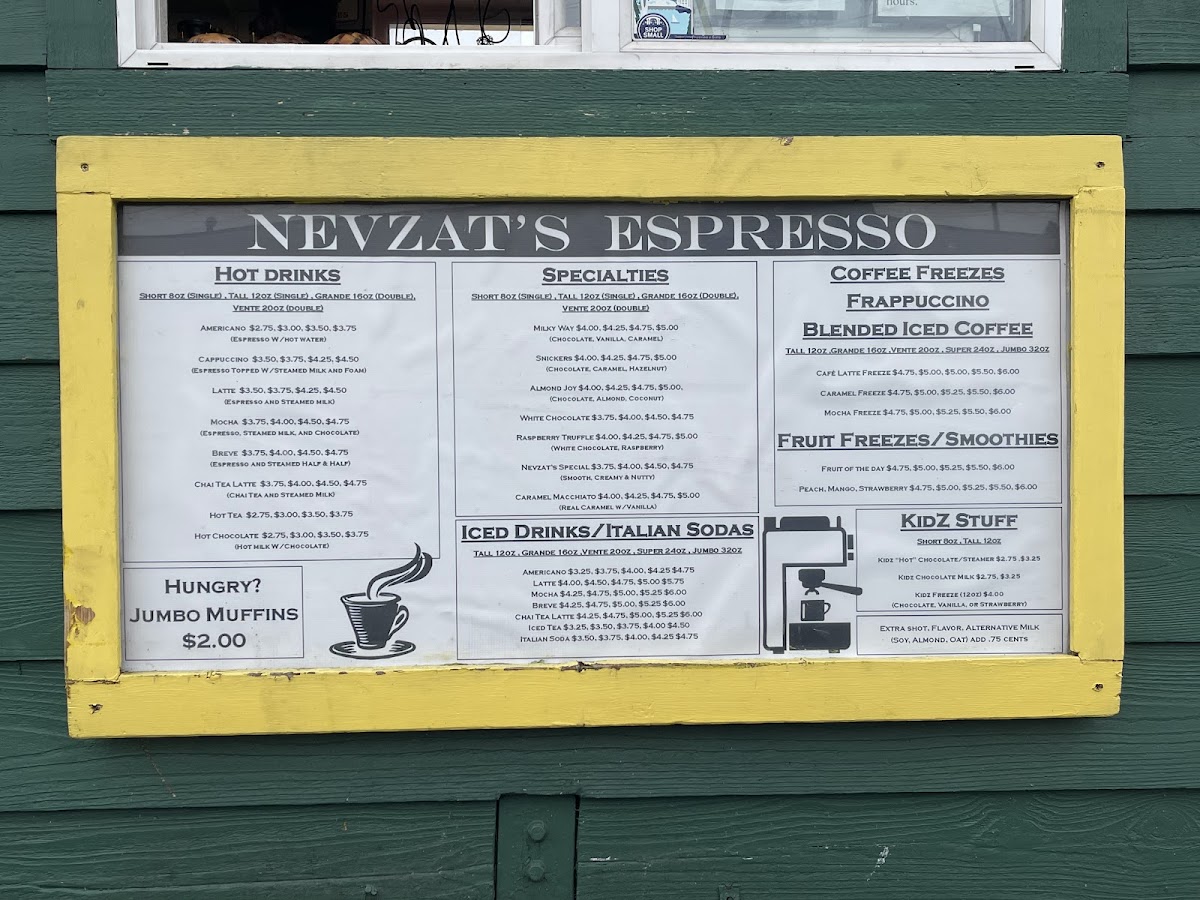 SHOP
SMALL
hours.
NEVZAT'S ESPRESSO
HOT DRINKS
SHORT 8OZ (SINGLE) , TALL 12OZ (SINGLE) , GRANDE 16OZ (DOUBLE),
VENTE 20OZ (DOUBLE)
AMERICANO $2.75, $3.00, $3.50, $3.75
(ESPRESSO W/HOT WATER)
CAPPUCCINO $3.50, $3.75, $4.25, $4.50
(ESPRESSO TOPPED W/STEAMED MILK AND FOAM)
LATTE $3.50, $3.75, $4.25, $4.50
(ESPRESSO AND STEAMED MILK)
MOCHA $3.75, $4.00, $4.50, $4.75
(ESPRESSO, STEAMED MILK, AND CHOCOLATE)
BREVE $3.75, $4.00, $4.50, $4.75
(ESPRESSO AND STEAMED HALF & HALF)
CHAI TEA LATTE $3.75, $4.00, $4.50, $4.75
(CHAI TEA AND STEAMED MILK)
HOT TEA $2.75, $3.00, $3.50, $3.75
HOT CHOCOLATE $2.75, $3.00, $3.50, $3.75
(HOT MILK W/CHOCOLATE)
HUNGRY?
JUMBO MUFFINS
$2.00
SPECIALTIES
SHORT 8OZ (SINGLE) , TALL 12OZ (SINGLE) , GRANDE 16OZ (DOUBLE),
VENTE 20OZ (DOUBLE)
MILKY WAY $4.00, $4.25, $4.75, $5.00
(CHOCOLATE, VANILLA, CARAMEL)
SNICKERS $4.00, $4.25, $4.75, $5.00
(CHOCOLATE, CARAMEL, HAZELNUT)
ALMOND JOY $4.00, $4.25, $4.75, $5.00,
(CHOCOLATE, ALMOND, COCONUT)
WHITE CHOCOLATE $3.75, $4.00, $4.50, $4.75
RASPBERRY TRUFFLE $4.00, $4.25, $4.75, $5.00
(WHITE CHOCOLATE, RASPBERRY)
NEVZAT'S SPECIAL $3.75, $4.00, $4.50, $4.75
(SMOOTH, CREAMY & NUTTY)
CARAMEL MACCHIATO $4.00, $4.25, $4.75, $5.00
(REAL CARAMEL W/VANILLA)
ICED DRINKS/ITALIAN SODAS
TALL 12OZ , GRANDE 16OZ ,VENTE 20OZ , SUPER 24OZ , JUMBO 32OZ
AMERICANO $3.25, $3.75, $4.00, $4.25 $4.75
LATTE $4.00, $4.50, $4.75, $5.00 $5.75
MOCHA $4.25, $4.75, $5.00, $5.25 $6.00
BREVE $4.25, $4.75, $5.00, $5.25 $6.00
CHAI TEA LATTE $4.25, $4.75, $5.00, $5.25 $6.00
ICED TEA $3.25, $3.50, $3.75, $4.00 $4.50
ITALIAN SODA $3.50, $3.75, $4.00, $4.25 $4.75
COFFEE FREEZES
FRAPPUCCINO
BLENDED ICED COFFEE
TALL 12OZ ,GRANDE 16OZ ,VENTE 20OZ , SUPER 24OZ , JUMBO 32OZ
CAFÉ LATTE FREEZE $4.75, $5.00, $5.00, $5.50, $6.00
CARAMEL FREEZE $4.75, $5.00, $5.25, $5.50, $6.00
MOCHA FREEZE $4.75, $5.00, $5.25, $5.50, $6.00
FRUIT FREEZES/SMOOTHIES
FRUIT OF THE DAY $4.75, $5.00, $5.25, $5.50, $6.00
PEACH, MANGO, STRAWBERRY $4.75, $5.00, $5.25, $5.50, $6.00
KIDZ STUFF
SHORT 8OZ , TALL 12OZ
KIDZ "HOT" CHOCOLATE/STEAMER $2.75 ,$3.25
KIDZ CHOCOLATE MILK $2.75, $3.25
KIDZ FREEZE (12OZ) $4.00
(CHOCOLATE, VANILLA, OR STRAWBERRY)
EXTRA SHOT, FLAVOR, ALTERNATIVE MILK
(SOY, ALMOND, OAT) ADD .75 CENTS